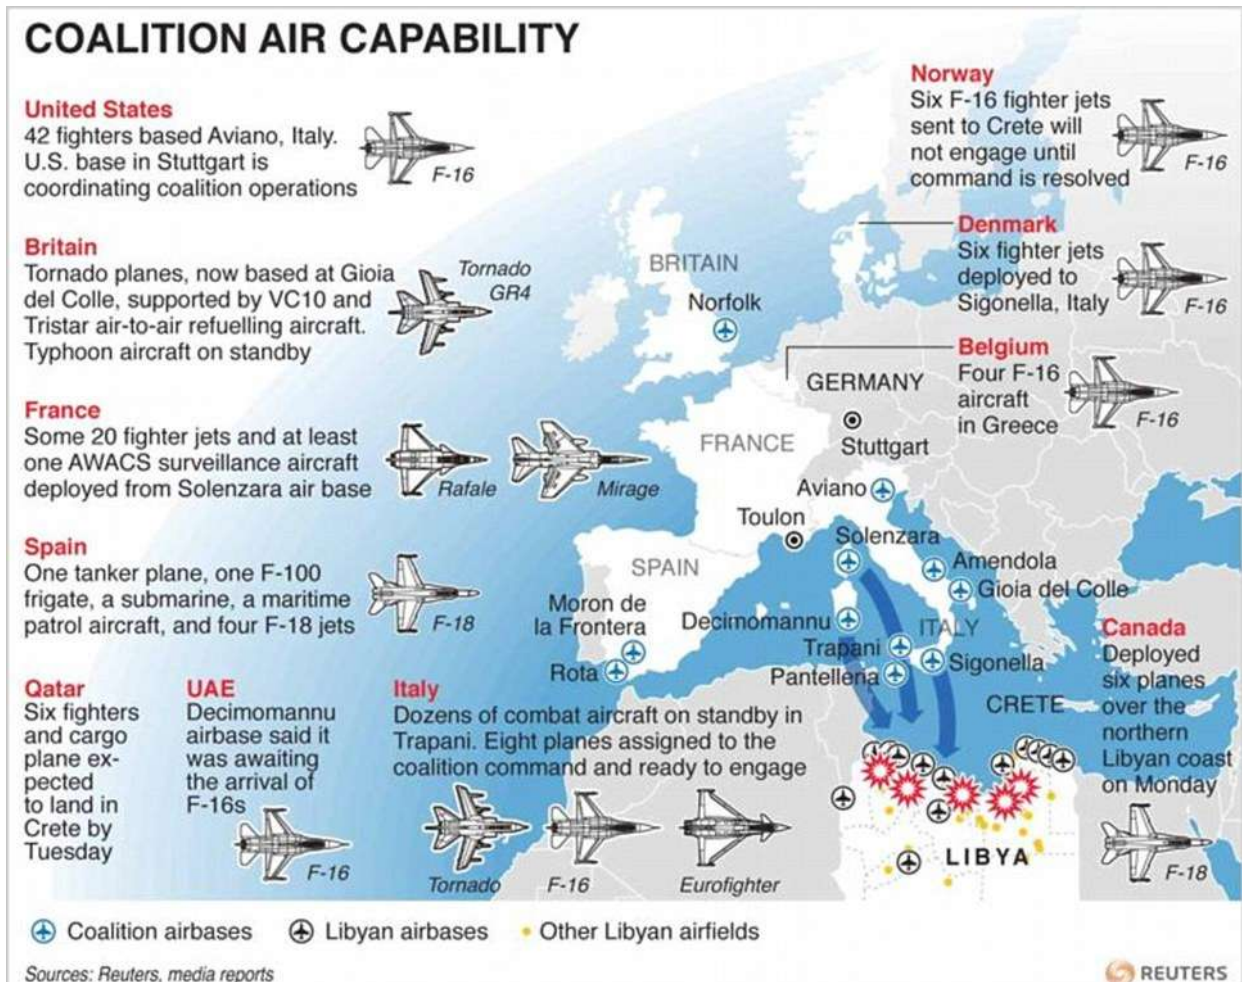 COALITION AIR CAPABILITY
United States
42 fighters based Aviano, Italy.
U.S. base in Stuttgart is
coordinating coalition operations
F-16
Britain
Tornado planes, now based at Gioia
del Colle, supported by VC10 and
Tristar air-to-air refuelling aircraft.
Typhoon aircraft on standby
Tornado
GR4
France
Some 20 fighter jets and at least
one AWACS surveillance aircraft
deployed from Solenzara air base
Rafale
Mirage
Spain
One tanker plane, one F-100
frigate, a submarine, a maritime
patrol aircraft, and four F-18 jets
F-18
Qatar
Six fighters
and cargo
plane ex-
pected
to land in
Crete by
Tuesday
UAE
Decimomannu
airbase said it
was awaiting
the arrival of
F-16s
F-16
Italy
Dozens of combat aircraft on standby in
Trapani. Eight planes assigned to the
coalition command and ready to engage
Tornado
F-16
Eurofighter
Norway
Six F-16 fighter jets
sent to Crete will
not engage until
command is resolved
F-16
Denmark
Six fighter jets
deployed to
Sigonella, Italy
F-16
Belgium
Four F-16
aircraft
in Greece
F-16
Canada
Deployed
six planes
over the
northern
Libyan coast
on Monday
F-18
BRITAIN
Norfolk
GERMANY
Stuttgart
FRANCE
Aviano
Toulon
Solenzara
SPAIN
Amendola
Gioia del Colle
Moron de
la Frontera
Decimomannu
ITALY
Trapani
Rota
Sigonella
Pantelleria
CRETE
LIBYA
Coalition airbases
Libyan airbases
Other Libyan airfields
Sources: Reuters, media reports
REUTERS